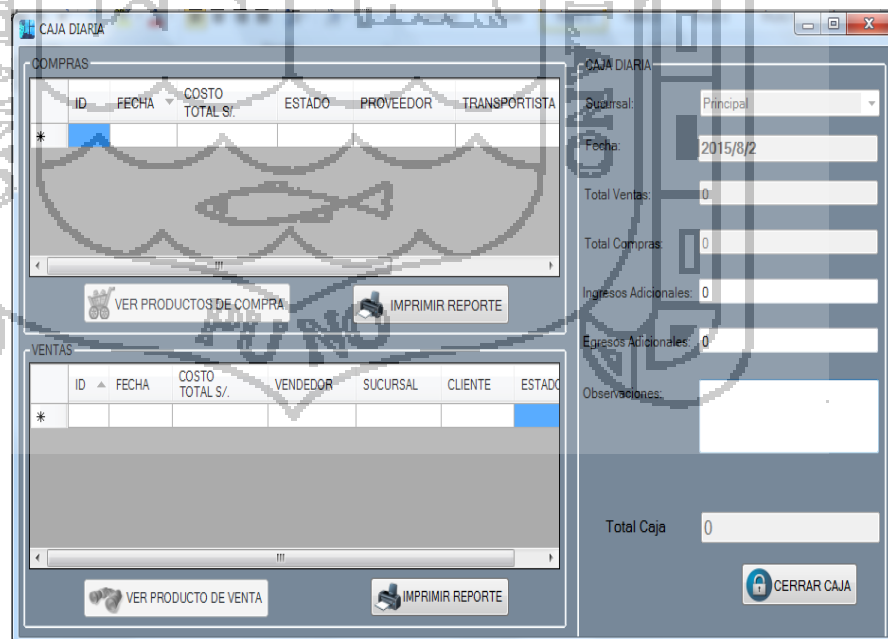 CAJA DIARIA
COMPRAS
ID FECHA COSTO TOTAL S/. ESTADO PROVEEDOR TRANSPORTISTA
*
VER PRODUCTOS DE COMPRA
IMPRIMIR REPORTE
VENTAS
ID FECHA COSTO TOTAL S/. VENDEDOR SUCURSAL CLIENTE ESTADO
*
VER PRODUCTO DE VENTA
IMPRIMIR REPORTE
CAJA DIARIA
Sucursal: Principal
Fecha: 2015/8/2
Total Ventas: 0
Total Compras: 0
Ingresos Adicionales: 0
Egresos Adicionales: 0
Observaciones:
Total Caja 0
CERRAR CAJA
PUNO